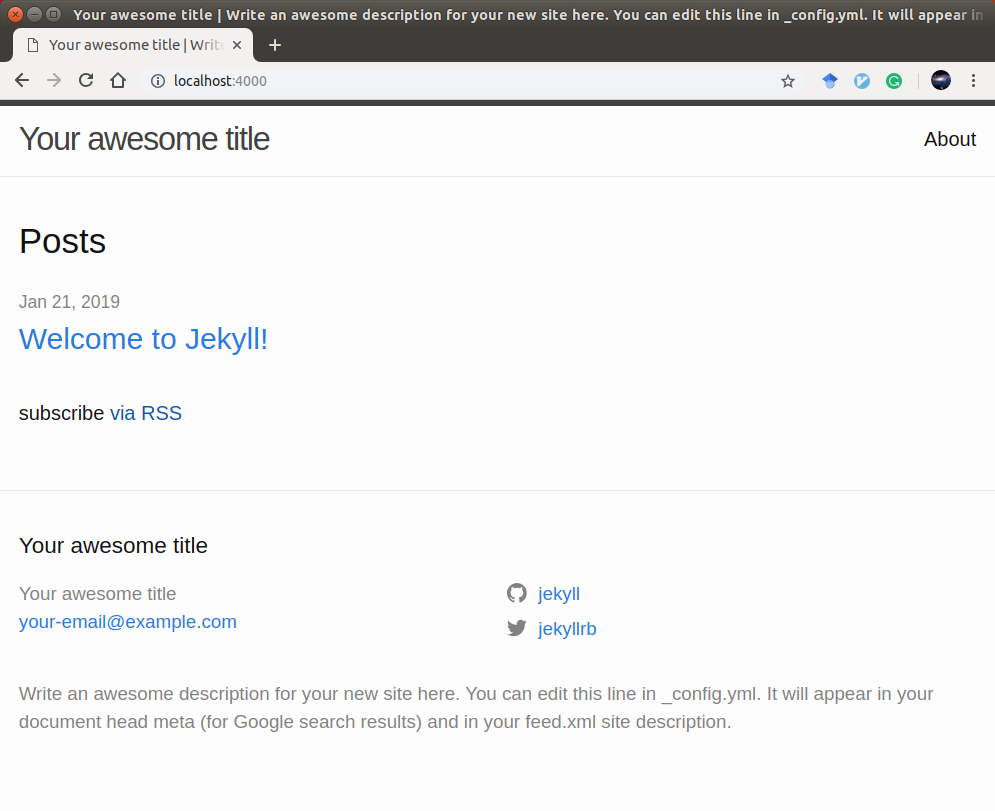 Your awesome title | Write an awesome description for your new site here. You can edit this line in _config.yml. It will appear in
Your awesome title | Writ
localhost:4000
Your awesome title
About
Posts
Jan 21, 2019
Welcome to Jekyll!
subscribe via RSS
Your awesome title
Your awesome title
jekyll
your-email@example.com
jekyllrb
Write an awesome description for your new site here. You can edit this line in _config.yml. It will appear in your
document head meta (for Google search results) and in your feed.xml site description.